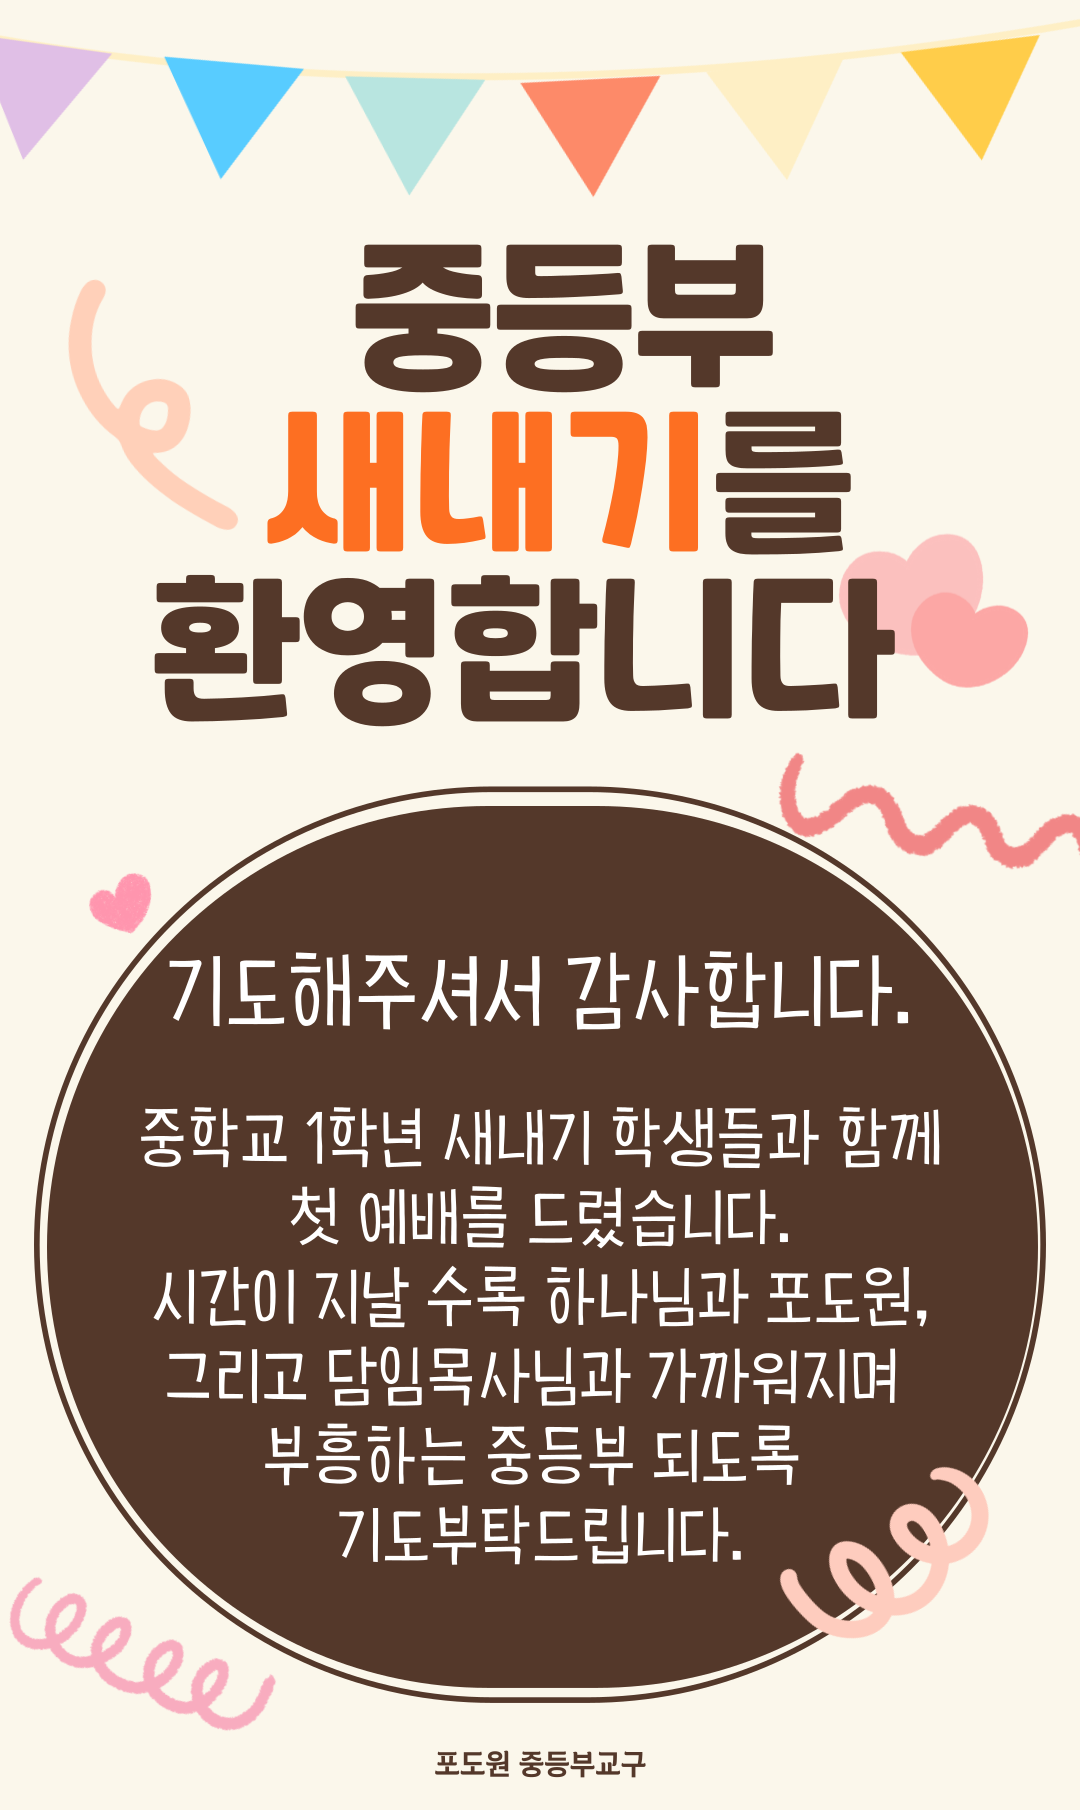 중등부
새내기를
환영합니다
기도해주셔서 감사합니다.
중학교 1학년 새내기 학생들과 함께
첫 예배를 드렸습니다.
시간이 지날 수록 하나님과 포도원,
그리고 담임목사님과 가까워지며
부흥하는 중등부 되도록
기도부탁드립니다.
포도원 중등부교구